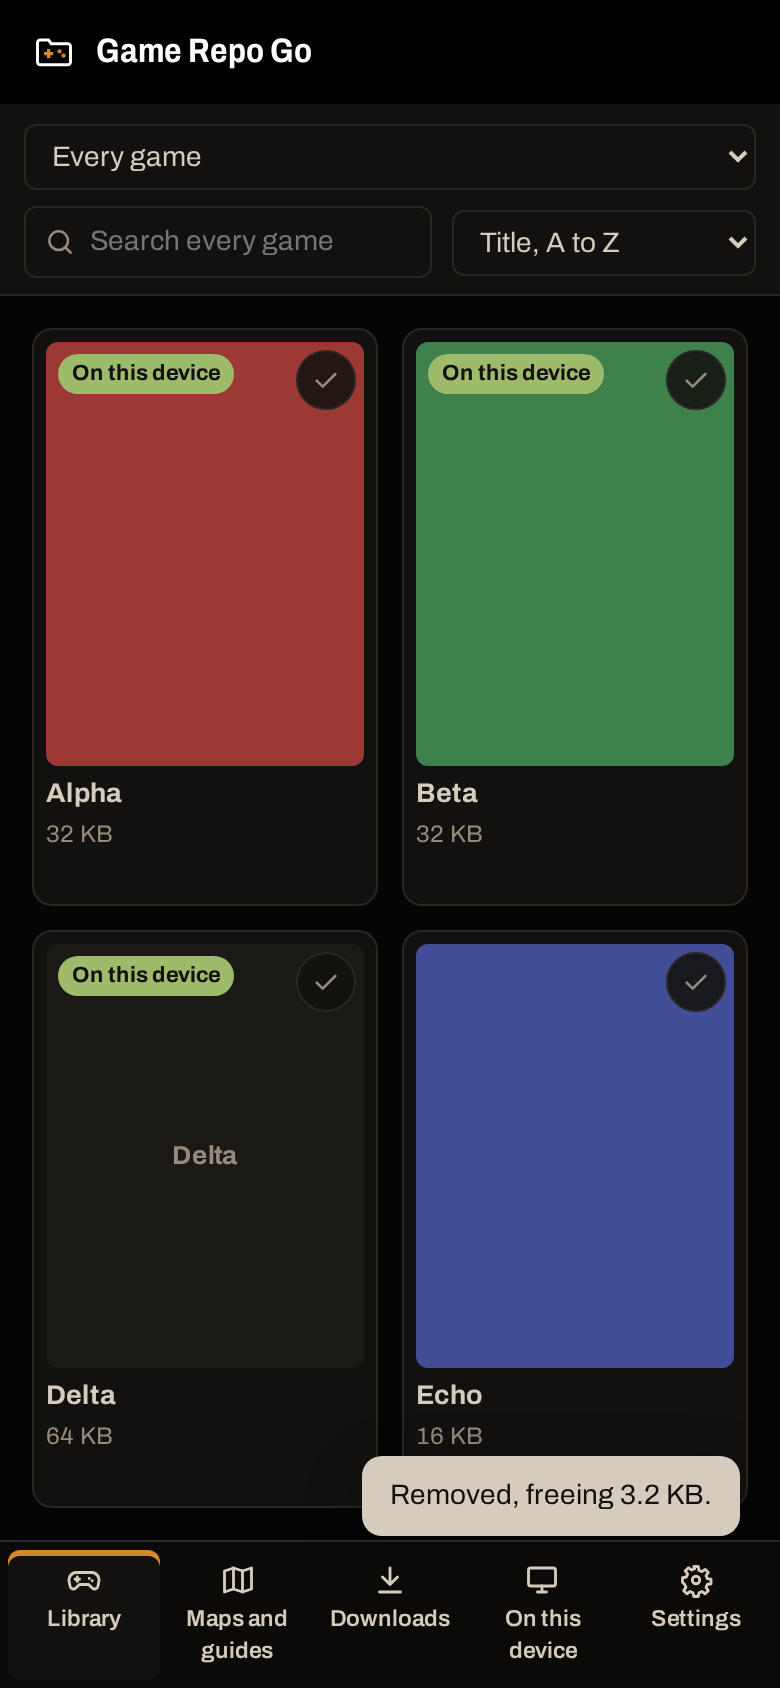 Game Repo Go
Every game
Search every game
Title, A to Z
On this device
On this device
Alpha
32 KB
Beta
32 KB
On this device
Delta
Delta
64 KB
Echo
16 KB
Removed, freeing 3.2 KB.
Library
Maps and
guides
Downloads
On this
device
Settings